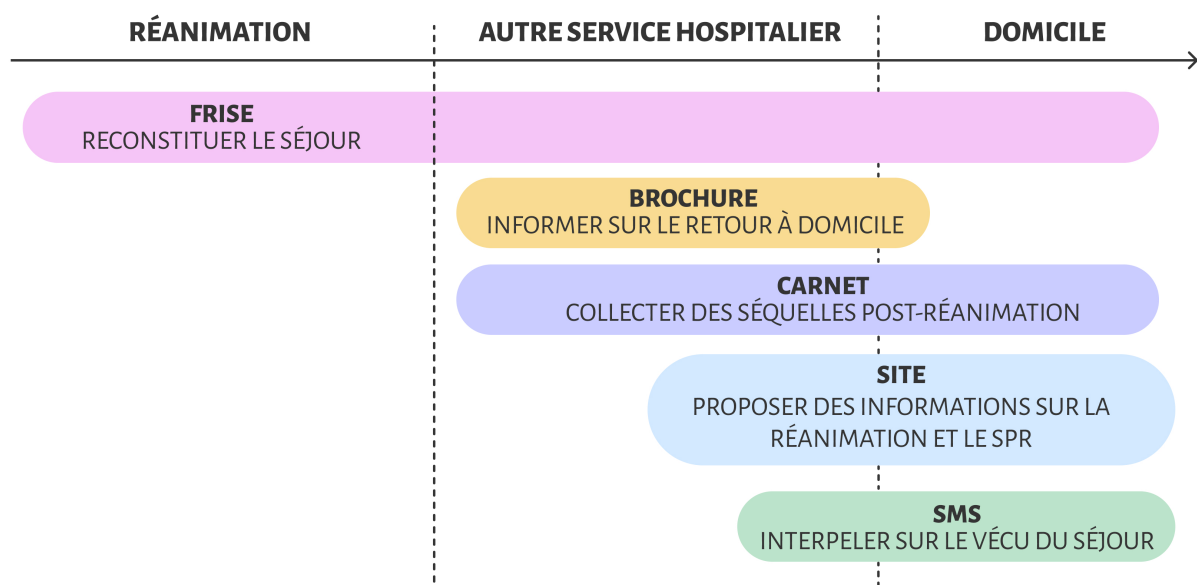 RÉANIMATION
AUTRE SERVICE HOSPITALIER
DOMICILE
FRISE
RECONSTITUER LE SÉJOUR
BROCHURE
INFORMER SUR LE RETOUR À DOMICILE
CARNET
COLLECTER DES SÉQUELLES POST-RÉANIMATION
SITE
PROPOSER DES INFORMATIONS SUR LA
RÉANIMATION ET LE SPR
SMS
INTERPELER SUR LE VÉCU DU SÉJOUR